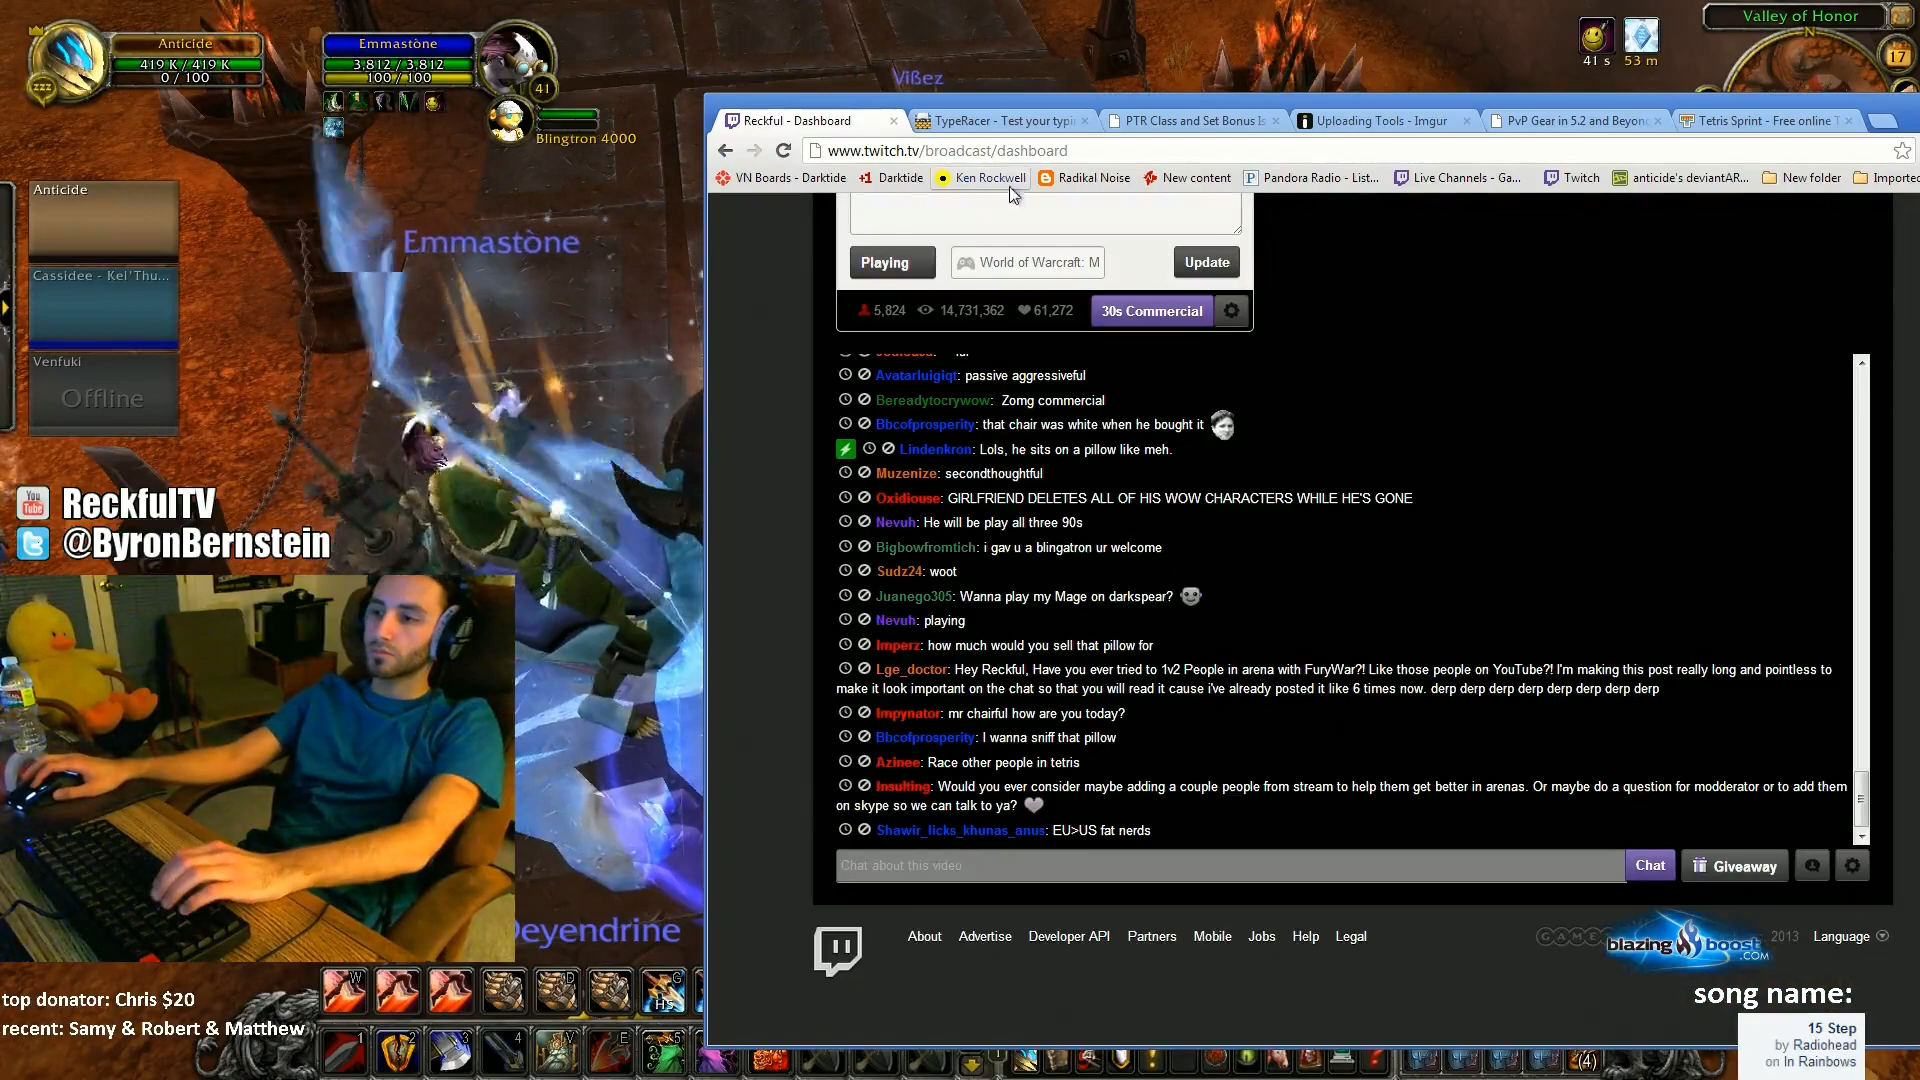 Anticide
419 K / 419 K
0 / 100
zzz
Emmastòne
3,812 / 3,812
100 / 100
41
Blingtron 4000
Vißez
41 s
53 m
Valley of Honor
N
17
Anticide
Cassidee - Kel'Thu...
Venfuki
Offline
Emmastòne
You
Tube
ReckfulTV
@ByronBernstein
Deyendrine
Reckful - Dashboard
TypeRacer - Test your typi
PTR Class and Set Bonus Is
Uploading Tools - Imgur
PvP Gear in 5.2 and Beyon
Tetris Sprint - Free online T
www.twitch.tv/broadcast/dashboard
VN Boards - Darktide
+1 Darktide
Ken Rockwell
Radikal Noise
New content
Pandora Radio - List...
Live Channels - Ga...
Twitch
anticide's deviantAR...
New folder
Imported
Playing
World of Warcraft: M
Update
5,824
14,731,362
61,272
30s Commercial
Avatarluigiqt: passive aggressiveful
Bereadytocrywow: Zomg commercial
Bbcofprosperity: that chair was white when he bought it
Lindenkron: Lols, he sits on a pillow like meh.
Muzenize: secondthoughtful
Oxidiouse: GIRLFRIEND DELETES ALL OF HIS WOW CHARACTERS WHILE HE'S GONE
Nevuh: He will be play all three 90s
Bigbowfromtich: i gav u a blingatron ur welcome
Sudz24: woot
Juanego305: Wanna play my Mage on darkspear?
Nevuh: playing
Imperz: how much would you sell that pillow for
Lge_doctor: Hey Reckful, Have you ever tried to 1v2 People in arena with FuryWar?! Like those people on YouTube?! I'm making this post really long and pointless to
make it look important on the chat so that you will read it cause i've already posted it like 6 times now. derp derp derp derp derp derp derp derp
Impynator: mr chairful how are you today?
Bbcofprosperity: I wanna sniff that pillow
Azinee: Race other people in tetris
Insulting: Would you ever consider maybe adding a couple people from stream to help them get better in arenas. Or maybe do a question for modderator or to add them
on skype so we can talk to ya?
Shawir_licks_khunas_anus: EU>US fat nerds
Chat about this video
Chat
Giveaway
About
Advertise
Developer API
Partners
Mobile
Jobs
Help
Legal
blazing boost
.COM
2013
Language
top donator: Chris $20
recent: Samy & Robert & Matthew
W
D
G
H5
1
2
3
4
V
E
5
(4)
song name:
15 Step
by Radiohead
on In Rainbows